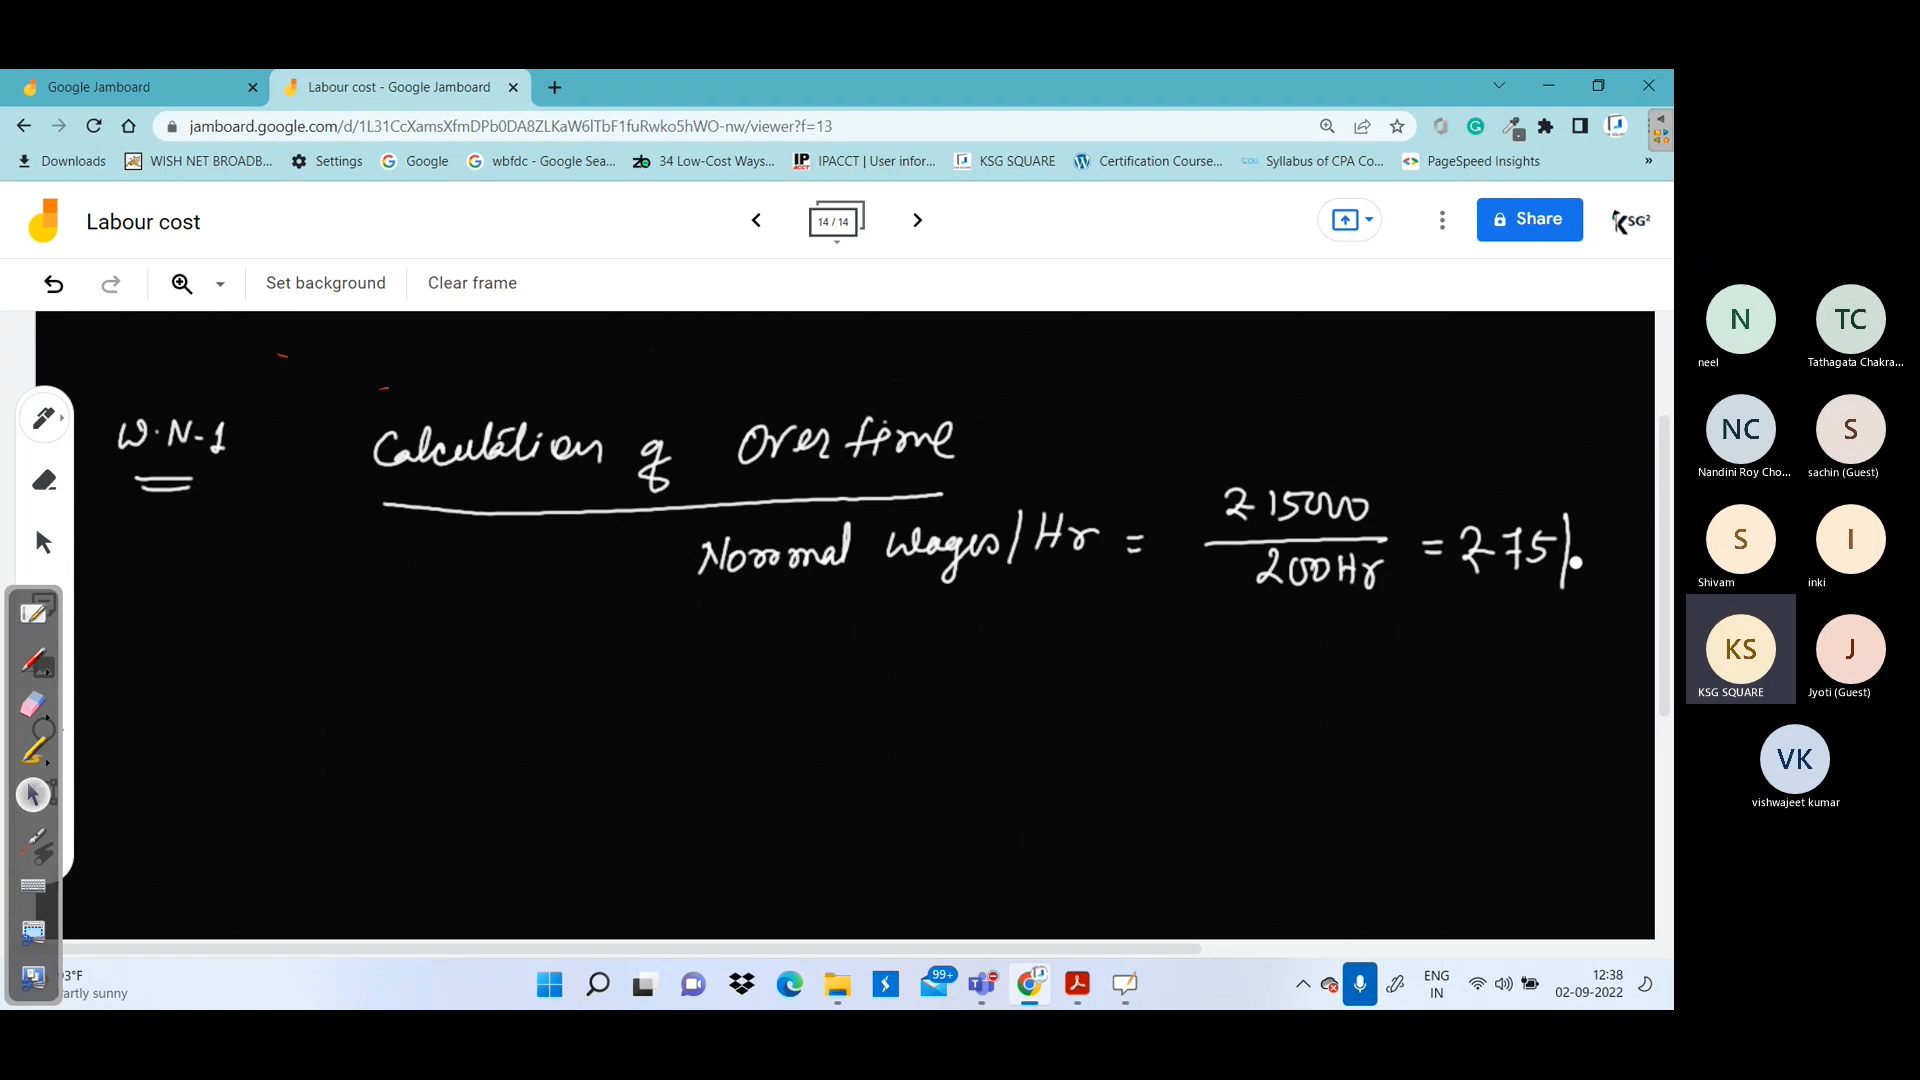 Google Jamboard
Labour cost - Google Jamboard
jamboard.google.com/d/1L31CcXamsXfmDPb0DA8ZLKaW6lTbF1fuRwko5hWO-nw/viewer?f=13
Downloads WISH NET BROADB... Settings Google wbfdc - Google Sea... 34 Low-Cost Ways... IPACCT | User infor... KSG SQUARE Certification Course... Syllabus of CPA Co... PageSpeed Insights »
Labour cost
14 / 14
Share
KSG²
Set background
Clear frame
W.N-1
Calculation of Over time
Normal wages/Hr = ₹15000 / 200Hr = ₹75/.
N
neel
TC
Tathagata Chakra...
NC
Nandini Roy Cho...
S
sachin (Guest)
S
Shivam
I
inki
KS
KSG SQUARE
J
Jyoti (Guest)
VK
vishwajeet kumar
93°F
artly sunny
99+
ENG
IN
12:38
02-09-2022